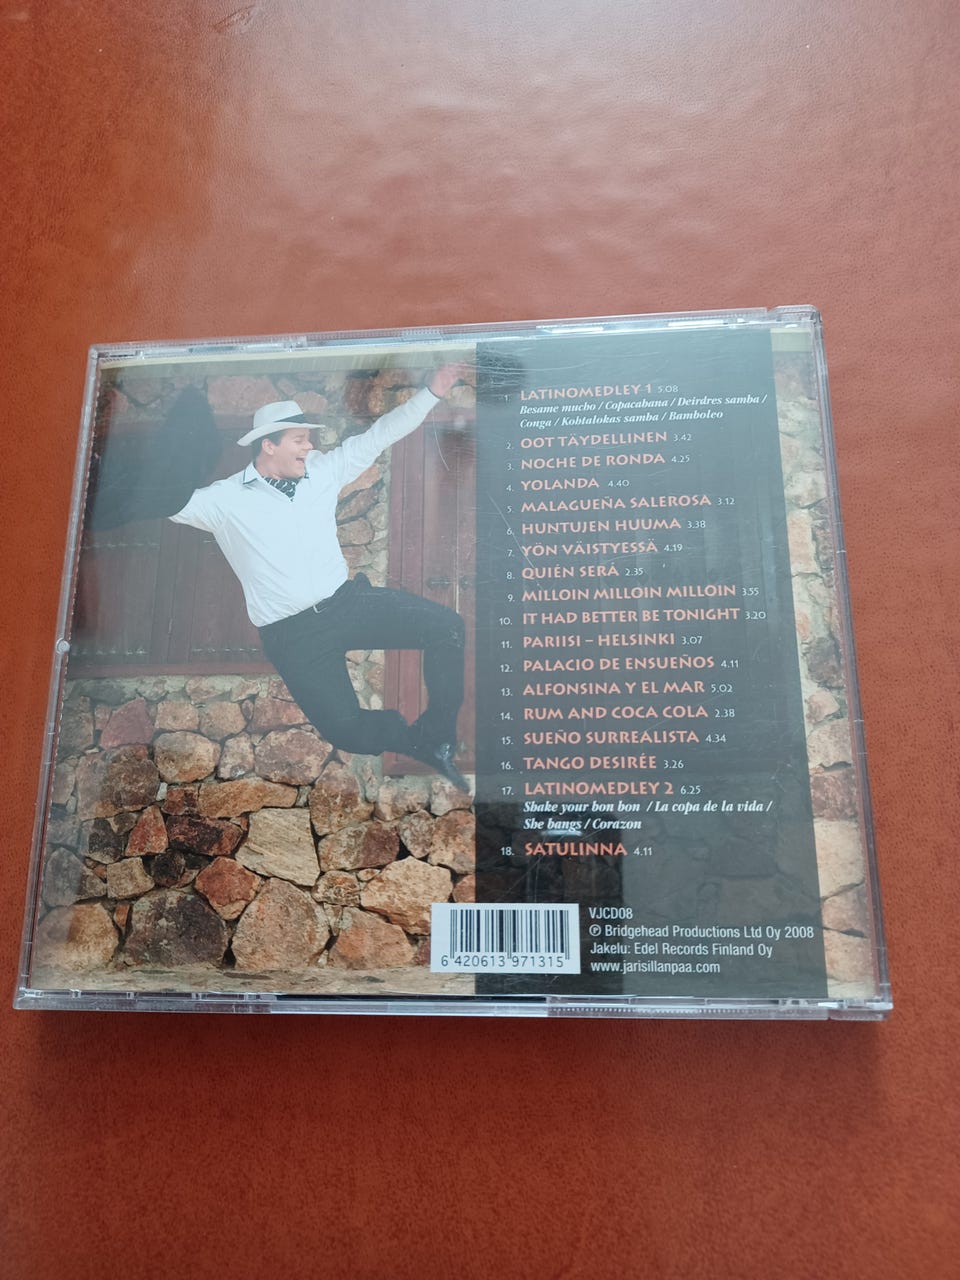 1. LATINOMEDLEY 1 5.08
Besame mucho / Copacabana / Deirdres samba /
Conga / Kohtalokas samba / Bamboleo
2. OOT TÄYDELLINEN 3.42
3. NOCHE DE RONDA 4.25
4. YOLANDA 4.40
5. MALAGUEÑA SALEROSA 3.12
6. HUNTUJEN HUUMA 3.38
7. YÖN VÄISTYESSÄ 4.19
8. QUIÉN SERÁ 2.35
9. MILLOIN MILLOIN MILLOIN 3.55
10. IT HAD BETTER BE TONIGHT 3.20
11. PARIISI – HELSINKI 3.07
12. PALACIO DE ENSUEÑOS 4.11
13. ALFONSINA Y EL MAR 5.02
14. RUM AND COCA COLA 2.38
15. SUEÑO SURREALISTA 4.34
16. TANGO DESIRÉE 3.26
17. LATINOMEDLEY 2 6.25
Shake your bon bon / La copa de la vida /
She bangs / Corazon
18. SATULINNA 4.11
VJCD08
℗ Bridgehead Productions Ltd Oy 2008
Jakelu: Edel Records Finland Oy
www.jarisillanpaa.com
6 420613 971315